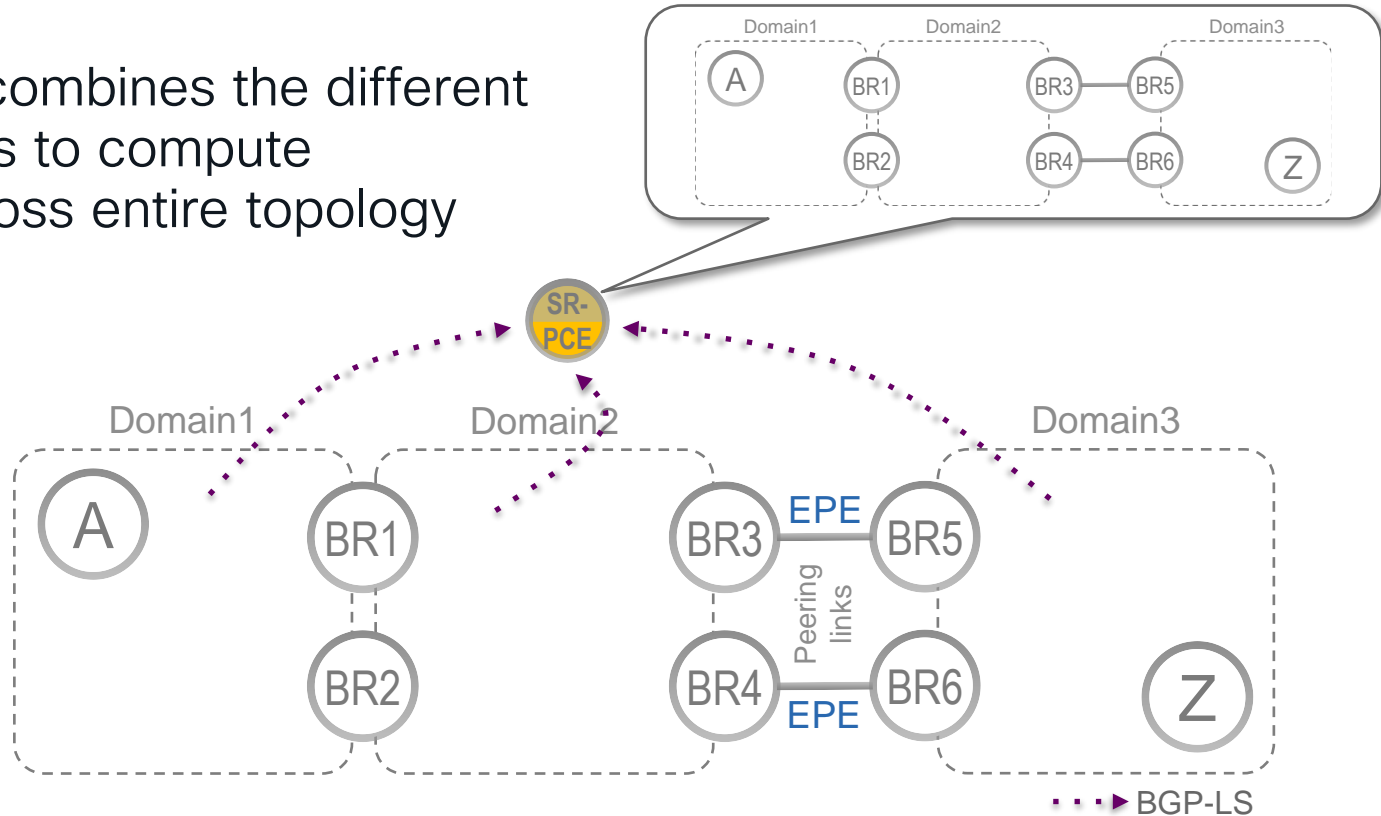 Domain1 Domain2 Domain3
A BR1 BR3 BR5
BR2 BR4 BR6 Z
combines the different
s to compute
oss entire topology
SR-
PCE
Domain1 Domain2 Domain3
A BR1 BR3 EPE BR5
Peering
links
BR2 BR4 EPE BR6 Z
BGP-LS